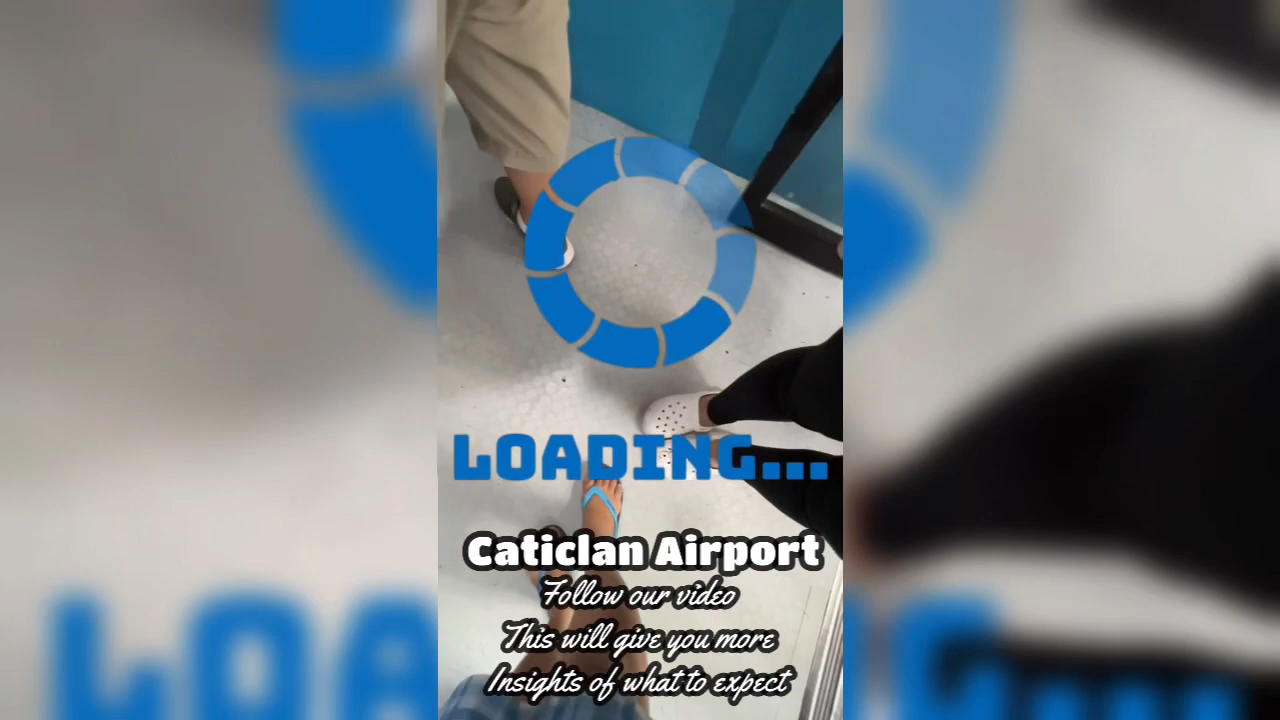 LOADING...
Caticlan Airport
Follow our video
This will give you more
Insights of what to expect